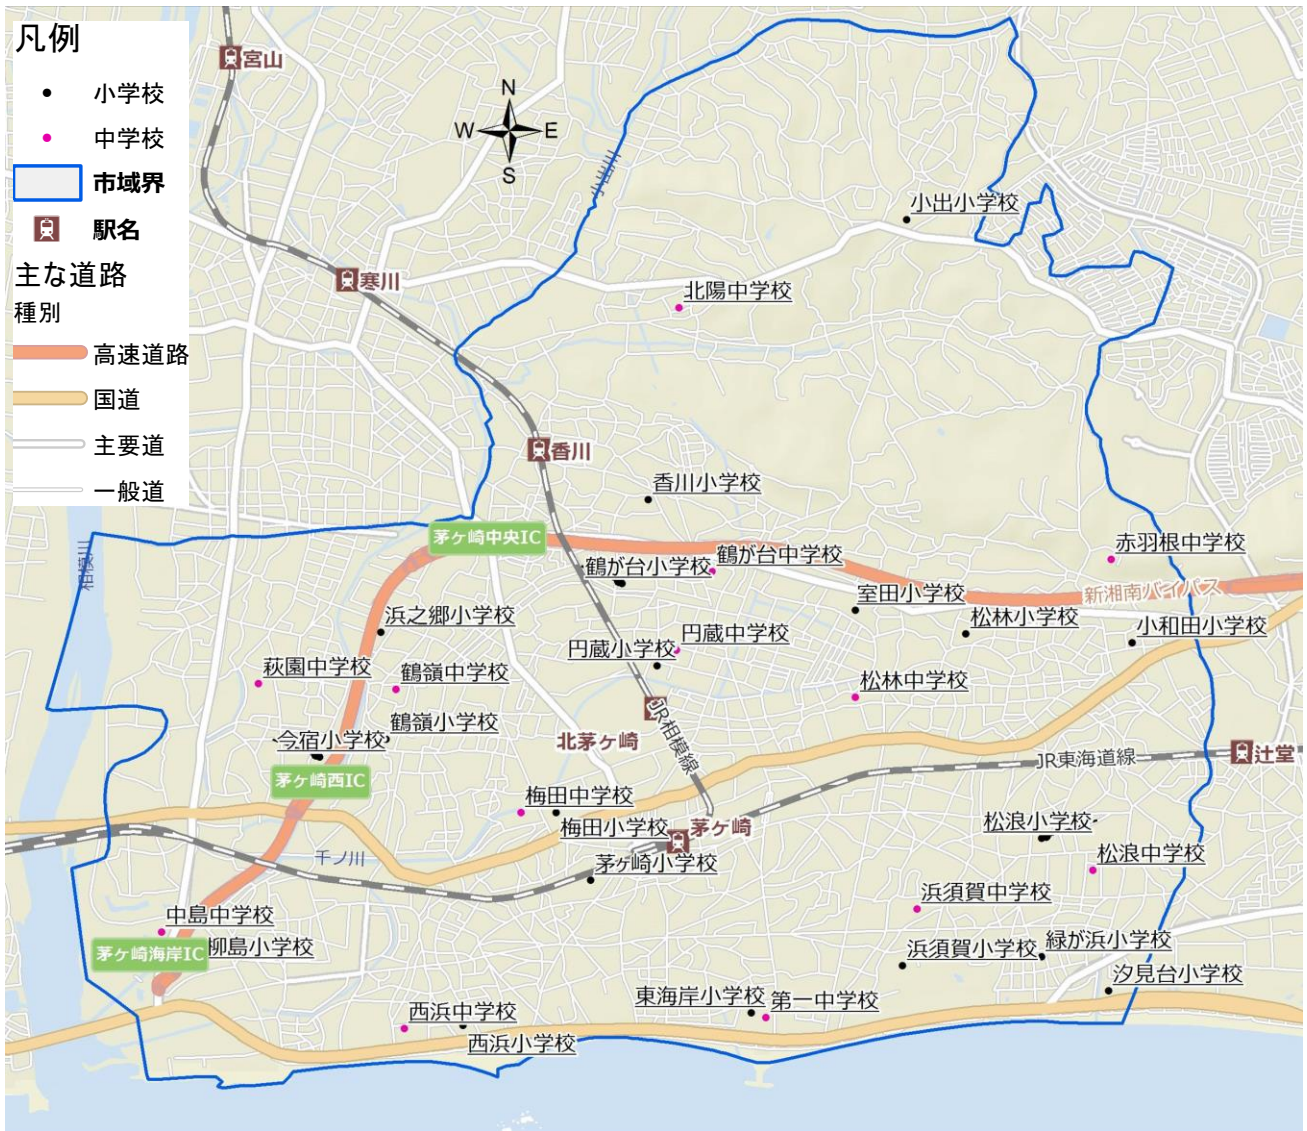 凡例
小学校
中学校
市域界
駅名
主な道路
種別
高速道路
国道
主要道
一般道
N
W
E
S
宮山
小出川
小出小学校
寒川
北陽中学校
香川
香川小学校
茅ヶ崎中央IC
相模川
鶴が台小学校
鶴が台中学校
赤羽根中学校
新湘南バイパス
室田小学校
浜之郷小学校
松林小学校
小和田小学校
円蔵小学校
円蔵中学校
萩園中学校
鶴嶺中学校
松林中学校
鶴嶺小学校
今宿小学校
北茅ヶ崎
JR相模線
JR東海道線
辻堂
茅ヶ崎西IC
梅田中学校
梅田小学校
茅ヶ崎
松浪小学校
千ノ川
茅ヶ崎小学校
松浪中学校
浜須賀中学校
中島中学校
柳島小学校
茅ヶ崎海岸IC
浜須賀小学校
緑が浜小学校
汐見台小学校
東海岸小学校
第一中学校
西浜中学校
西浜小学校